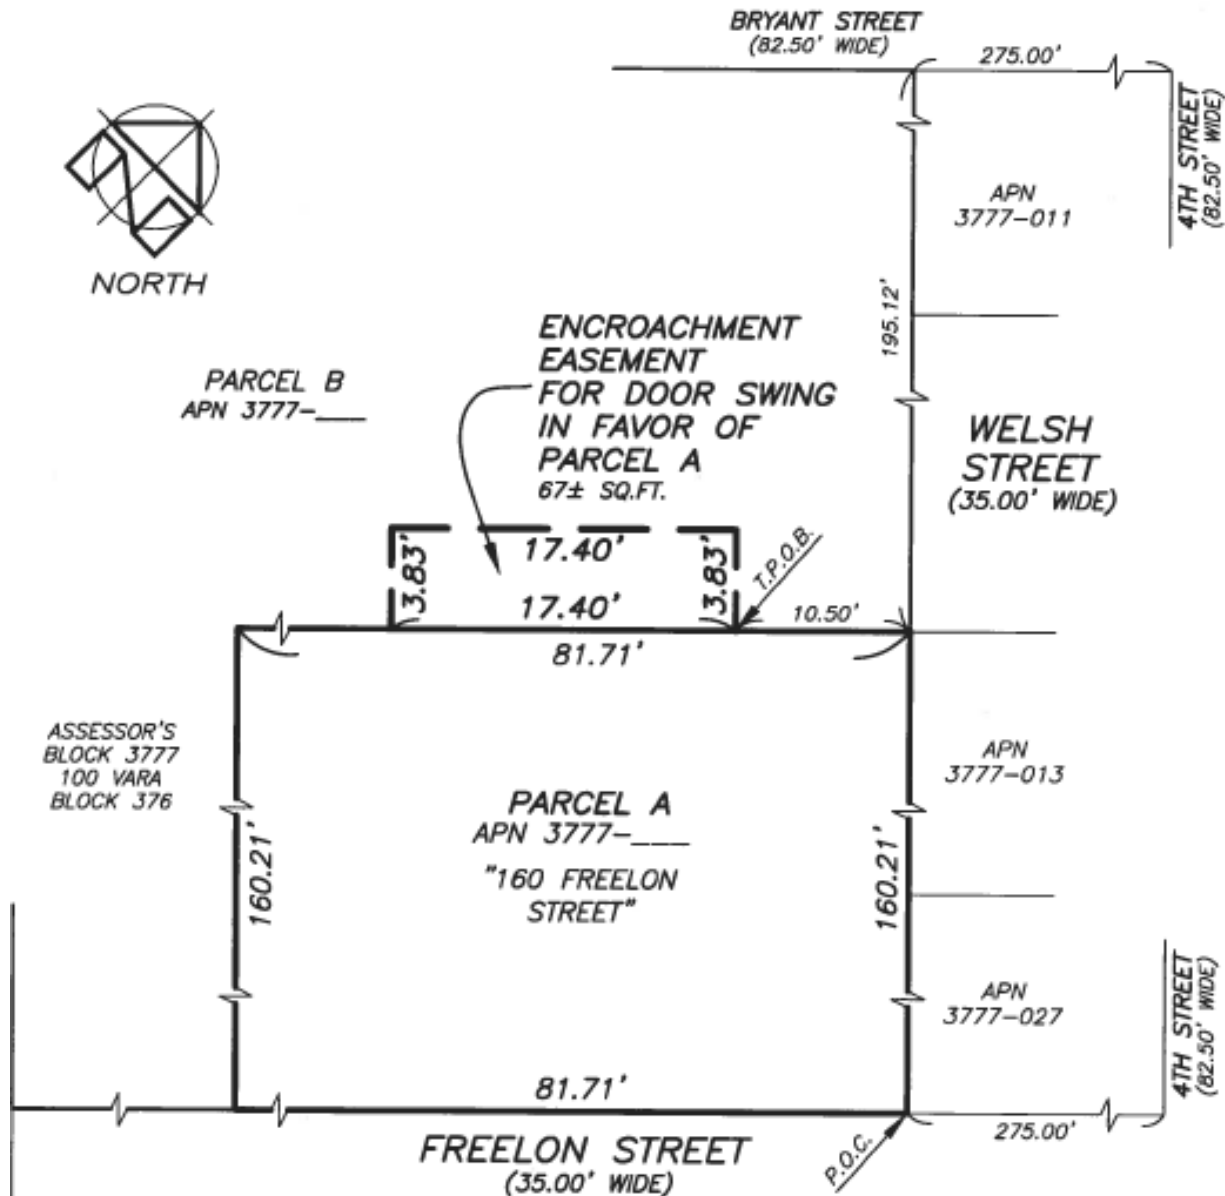 BRYANT STREET
(82.50' WIDE)
275.00'
4TH STREET
(82.50' WIDE)
NORTH
APN
3777-011
195.12'
ENCROACHMENT
EASEMENT
FOR DOOR SWING
IN FAVOR OF
PARCEL A
67± SQ.FT.
PARCEL B
APN 3777-___
WELSH
STREET
(35.00' WIDE)
3.83'
17.40'
3.83'
T.P.O.B.
17.40'
10.50'
81.71'
ASSESSOR'S
BLOCK 3777
100 VARA
BLOCK 376
APN
3777-013
PARCEL A
APN 3777-___
"160 FREELON
STREET"
160.21'
160.21'
APN
3777-027
4TH STREET
(82.50' WIDE)
81.71'
275.00'
P.O.C.
FREELON STREET
(35.00' WIDE)